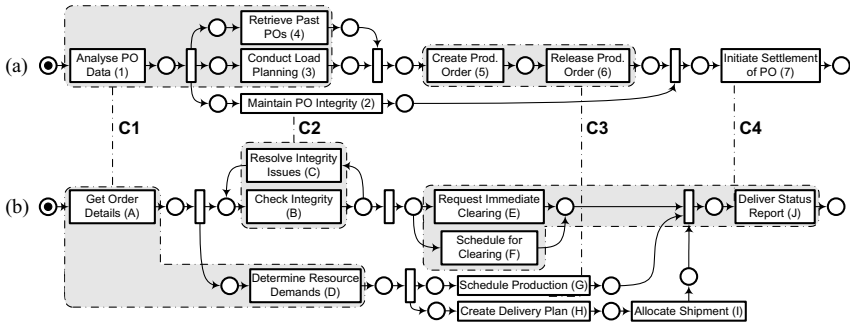 Retrieve Past
POs (4)
(a)
Analyse PO
Data (1)
Conduct Load
Planning (3)
Create Prod.
Order (5)
Release Prod.
Order (6)
Initiate Settlement
of PO (7)
Maintain PO Integrity (2)
C1
C2
C3
C4
Resolve Integrity
Issues (C)
(b)
Get Order
Details (A)
Check Integrity
(B)
Request Immediate
Clearing (E)
Deliver Status
Report (J)
Schedule for
Clearing (F)
Determine Resource
Demands (D)
Schedule Production (G)
Create Delivery Plan (H)
Allocate Shipment (I)